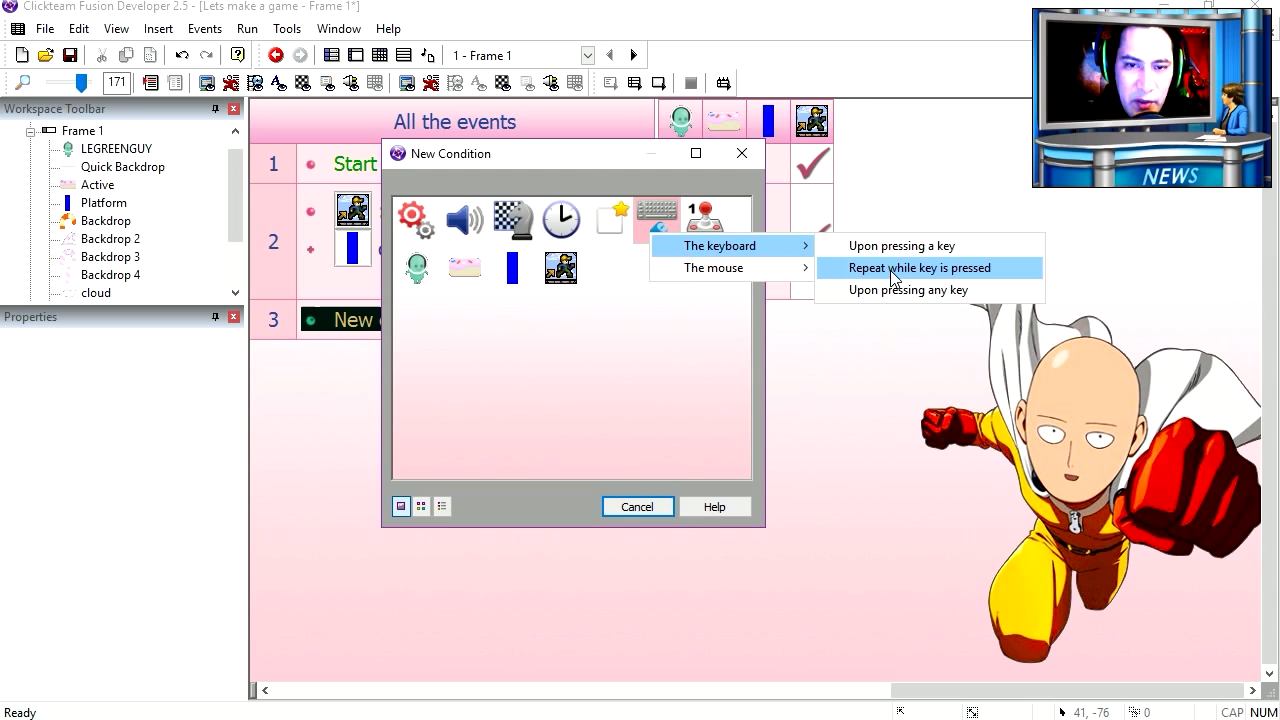 Clickteam Fusion Developer 2.5 - [Lets make a game - Frame 1*]
File Edit View Insert Events Run Tools Window Help
1 - Frame 1
171
Workspace Toolbar
Frame 1
LEGREENGUY
Quick Backdrop
Active
Platform
Backdrop
Backdrop 2
Backdrop 3
Backdrop 4
cloud
Properties
All the events
1 Start
2
3 New
New Condition
1
The keyboard
The mouse
Upon pressing a key
Repeat while key is pressed
Upon pressing any key
Cancel Help
NEWS
Ready
41, -76
0
CAP NUM